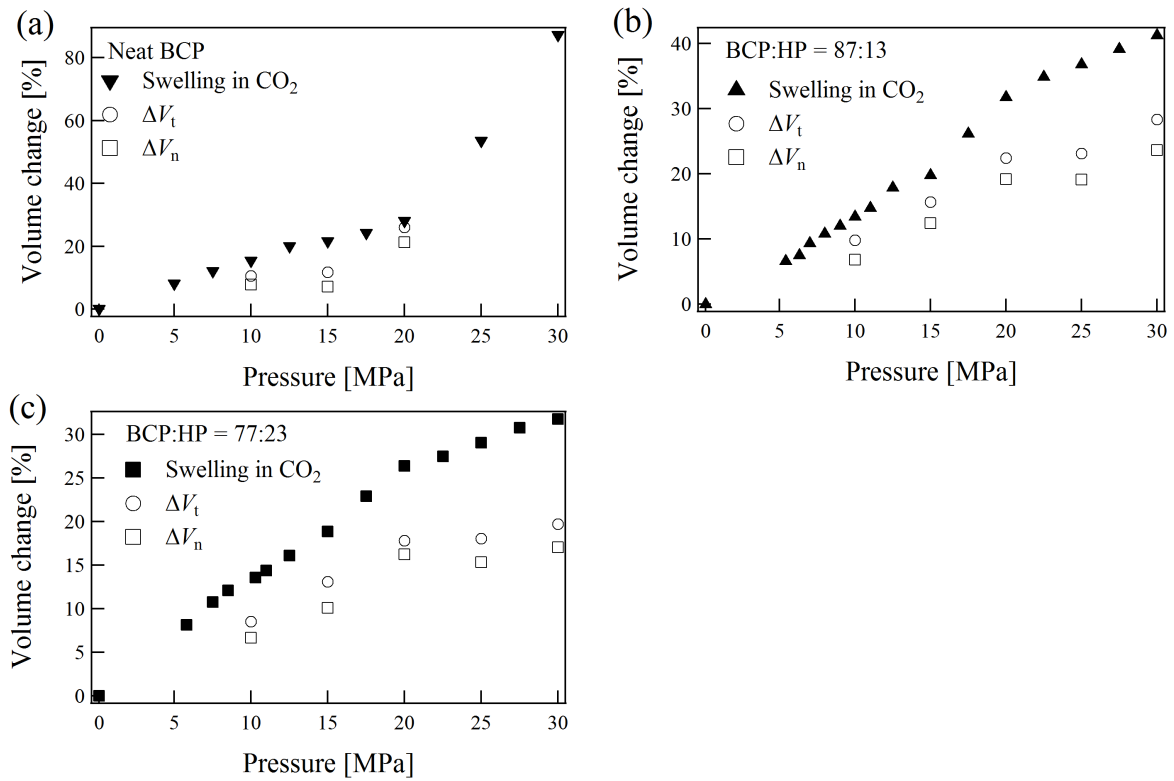 (a)
Neat BCP
Swelling in CO₂
ΔVₜ
ΔVₙ
80
60
40
20
0
Volume change [%]
0 5 10 15 20 25 30
Pressure [MPa]
(b)
BCP:HP = 87:13
Swelling in CO₂
ΔVₜ
ΔVₙ
40
30
20
10
0
Volume change [%]
0 5 10 15 20 25 30
Pressure [MPa]
(c)
BCP:HP = 77:23
Swelling in CO₂
ΔVₜ
ΔVₙ
30
25
20
15
10
5
0
Volume change [%]
0 5 10 15 20 25 30
Pressure [MPa]